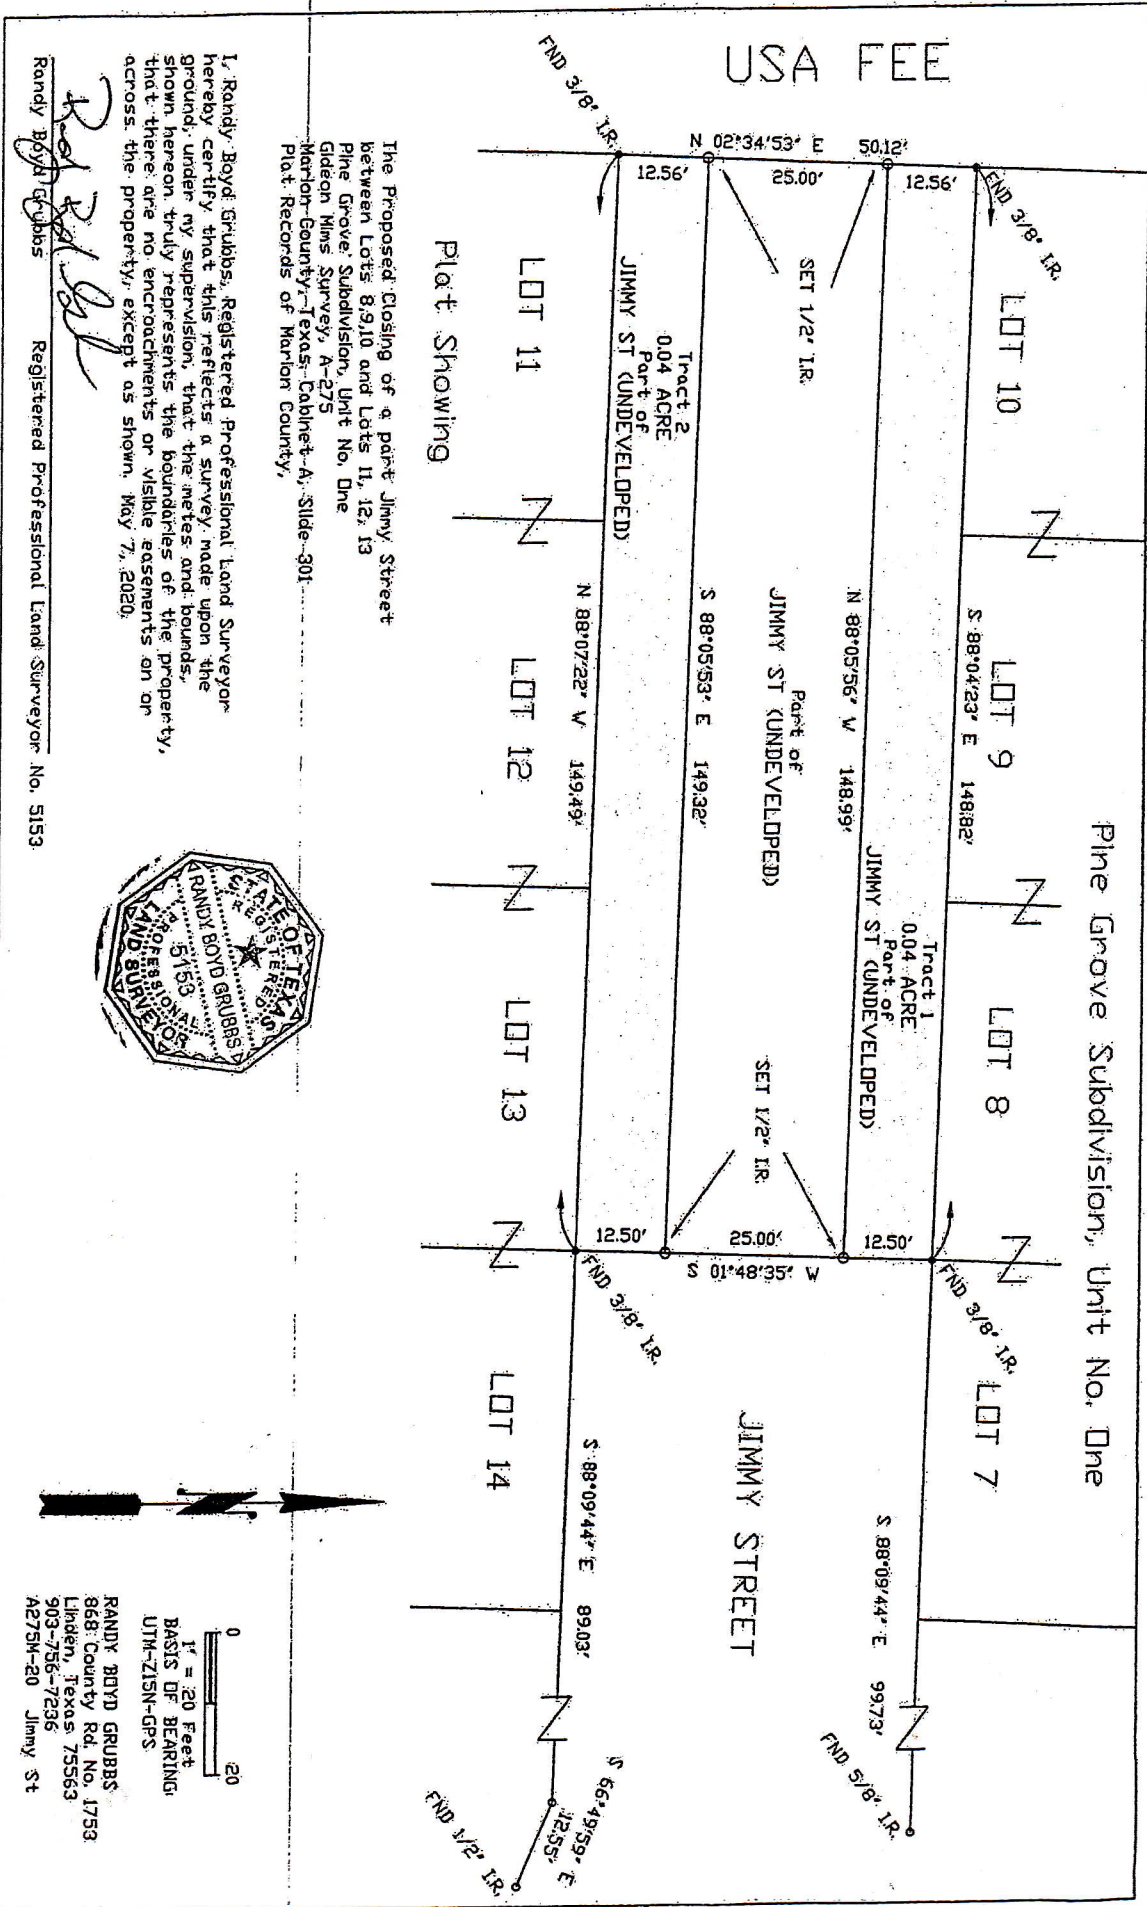 Pine Grove Subdivision, Unit No. One
USA FEE
FND 3/8" I.R.
N 02°34'53" E 50.12'
12.56'
25.00'
12.56'
FND 3/8" I.R.
LOT 10
LOT 9
LOT 8
LOT 7
S 88°04'23" E 148.82'
Tract 1
0.04 ACRE
Part of
JIMMY ST (UNDEVELOPED)
N 88°05'56" W 148.99'
SET 1/2" I.R.
Part of
JIMMY ST (UNDEVELOPED)
SET 1/2" I.R.
S 88°05'53" E 149.32'
Tract 2
0.04 ACRE
Part of
JIMMY ST (UNDEVELOPED)
N 88°07'22" W 149.49'
12.50'
25.00'
12.50'
S 01°48'35" W
FND 3/8" I.R.
FND 3/8" I.R.
JIMMY STREET
S 88°09'44" E 99.73'
FND 5/8" I.R.
S 88°09'44" E 89.03'
S 66°49'59" E
12.55'
FND 1/2" I.R.
LOT 11
LOT 12
LOT 13
LOT 14
Plat Showing
The Proposed Closing of a part Jimmy Street
between Lots 8,9,10 and Lots 11, 12, 13
Pine Grove Subdivision, Unit No. One
Gideon Mims Survey, A-275
Marion County, Texas, Cabinet A, Slide 301
Plat Records of Marion County,
I, Randy Boyd Grubbs, Registered Professional Land Surveyor
hereby certify that this reflects a survey made upon the
ground, under my supervision, that the metes and bounds,
shown hereon truly represents the boundaries of the property,
that there are no encroachments or visible easements on or
across the property, except as shown. May 7, 2020.
Randy Boyd Grubbs Registered Professional Land Surveyor No. 5153
STATE OF TEXAS
REGISTERED
RANDY BOYD GRUBBS
5153
PROFESSIONAL
LAND SURVEYOR
0 20
1" = 20 Feet
BASIS OF BEARING:
UTM-Z15N-GPS
RANDY BOYD GRUBBS
868 County Rd. No. 1753
Linden, Texas 75563
903-756-7236
A275M-20 Jimmy St